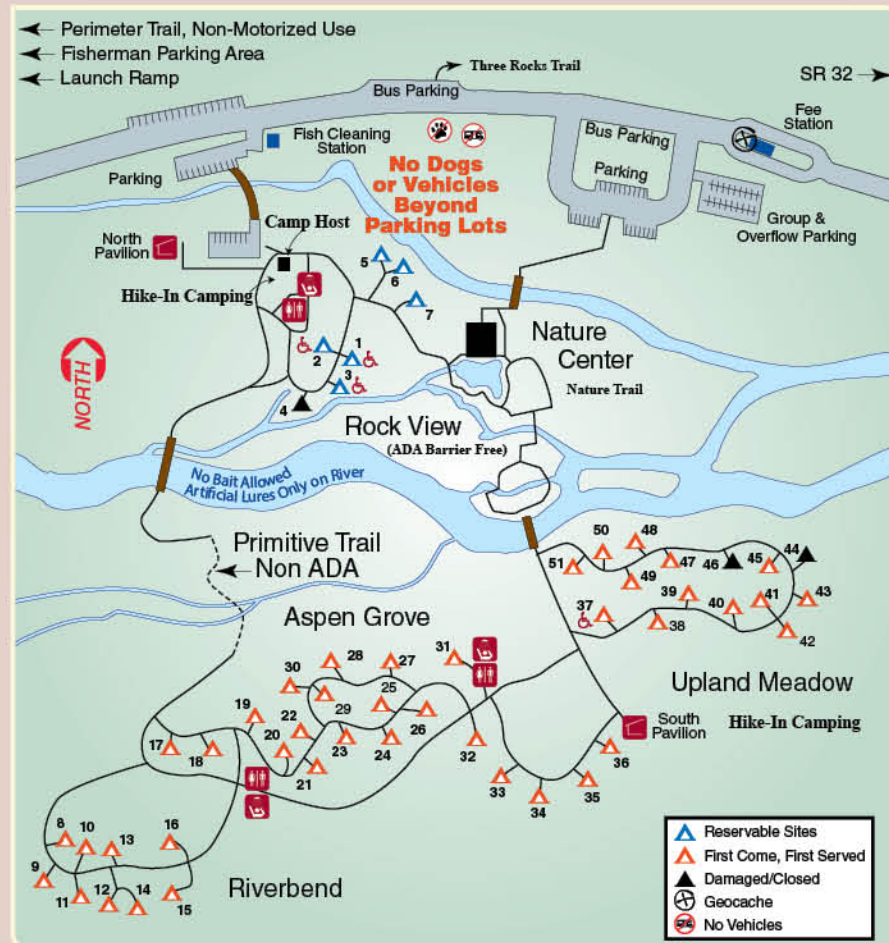 Perimeter Trail, Non-Motorized Use
Fisherman Parking Area
Launch Ramp
Three Rocks Trail
SR 32
Bus Parking
Fee
Station
Fish Cleaning
Station
Bus Parking
Parking
Parking
No Dogs
or Vehicles
Beyond
Parking Lots
Group &
Overflow Parking
Camp Host
North
Pavilion
Hike-In Camping
5
6
7
Nature
Center
Nature Trail
NORTH
1
2
3
4
Rock View
(ADA Barrier Free)
No Bait Allowed
Artificial Lures Only on River
Primitive Trail
Non ADA
50
48
51
49
47
46
45
44
39
40
41
43
37
38
42
Aspen Grove
Upland Meadow
Hike-In Camping
South
Pavilion
31
28
27
30
25
29
26
19
22
20
23
24
32
17
18
21
36
33
34
35
8
10
13
16
9
11
12
14
15
Riverbend
Reservable Sites
First Come, First Served
Damaged/Closed
Geocache
No Vehicles